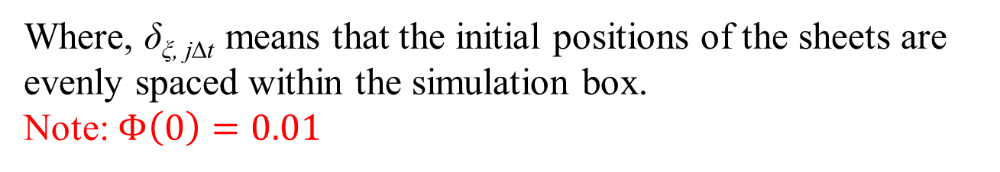 Where, δξ, jΔt means that the initial positions of the sheets are
evenly spaced within the simulation box.
Note: Φ(0) = 0.01